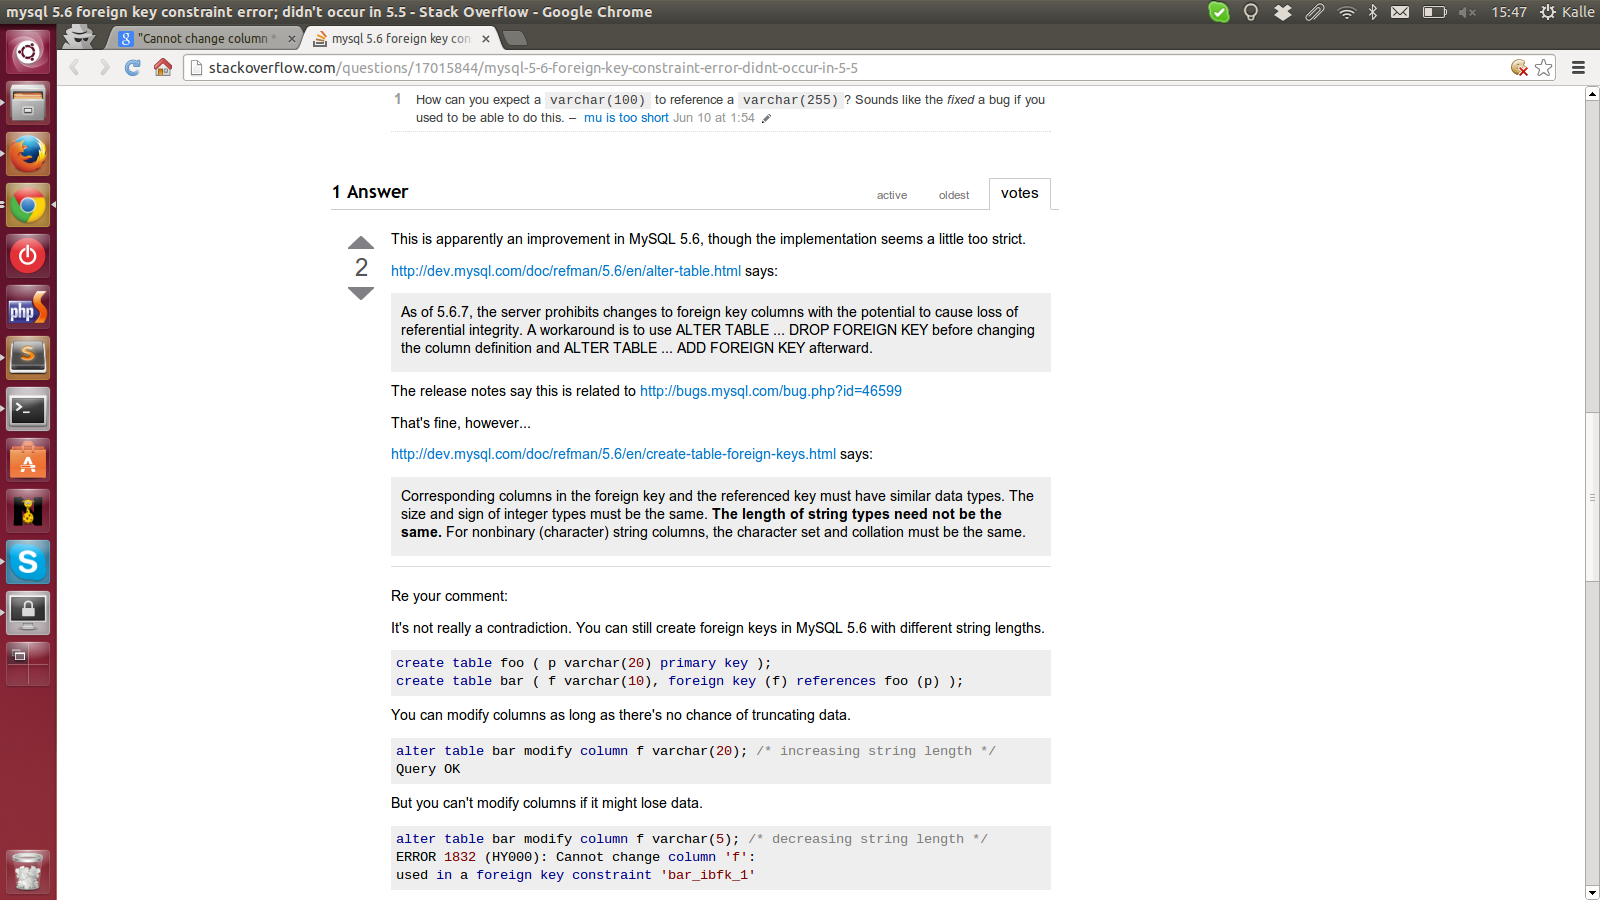 mysql 5.6 foreign key constraint error; didn't occur in 5.5 - Stack Overflow - Google Chrome
15:47 Kalle
"Cannot change column "
mysql 5.6 foreign key con
stackoverflow.com/questions/17015844/mysql-5-6-foreign-key-constraint-error-didnt-occur-in-5-5
1 How can you expect a varchar(100) to reference a varchar(255) ? Sounds like the fixed a bug if you
used to be able to do this. – mu is too short Jun 10 at 1:54
1 Answer
active oldest votes
This is apparently an improvement in MySQL 5.6, though the implementation seems a little too strict.
2
http://dev.mysql.com/doc/refman/5.6/en/alter-table.html says:
As of 5.6.7, the server prohibits changes to foreign key columns with the potential to cause loss of
referential integrity. A workaround is to use ALTER TABLE ... DROP FOREIGN KEY before changing
the column definition and ALTER TABLE ... ADD FOREIGN KEY afterward.
The release notes say this is related to http://bugs.mysql.com/bug.php?id=46599
That's fine, however...
http://dev.mysql.com/doc/refman/5.6/en/create-table-foreign-keys.html says:
Corresponding columns in the foreign key and the referenced key must have similar data types. The
size and sign of integer types must be the same. The length of string types need not be the
same. For nonbinary (character) string columns, the character set and collation must be the same.
Re your comment:
It's not really a contradiction. You can still create foreign keys in MySQL 5.6 with different string lengths.
create table foo ( p varchar(20) primary key );
create table bar ( f varchar(10), foreign key (f) references foo (p) );
You can modify columns as long as there's no chance of truncating data.
alter table bar modify column f varchar(20); /* increasing string length */
Query OK
But you can't modify columns if it might lose data.
alter table bar modify column f varchar(5); /* decreasing string length */
ERROR 1832 (HY000): Cannot change column 'f':
used in a foreign key constraint 'bar_ibfk_1'
phpS
S
>_
A
S